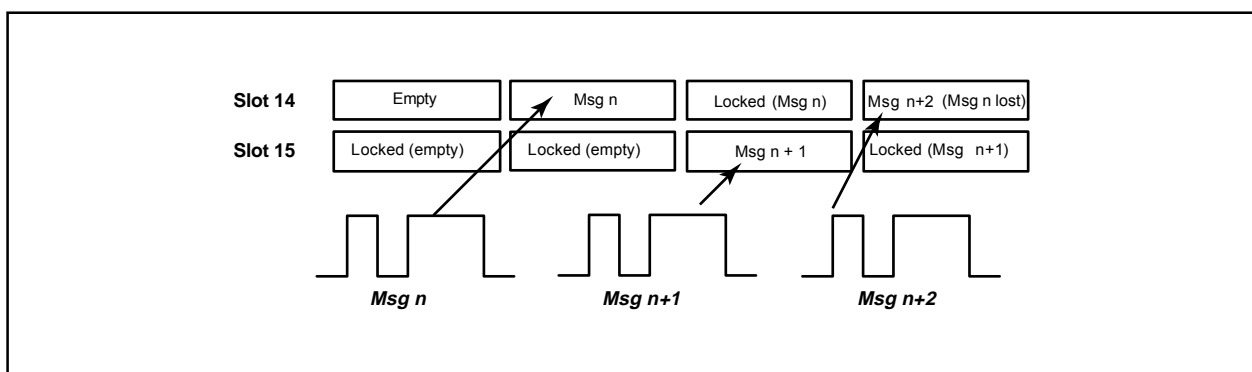 Slot 14 Empty Msg n Locked (Msg n) Msg n+2 (Msg n lost)
Slot 15 Locked (empty) Locked (empty) Msg n + 1 Locked (Msg n+1)
Msg n Msg n+1 Msg n+2